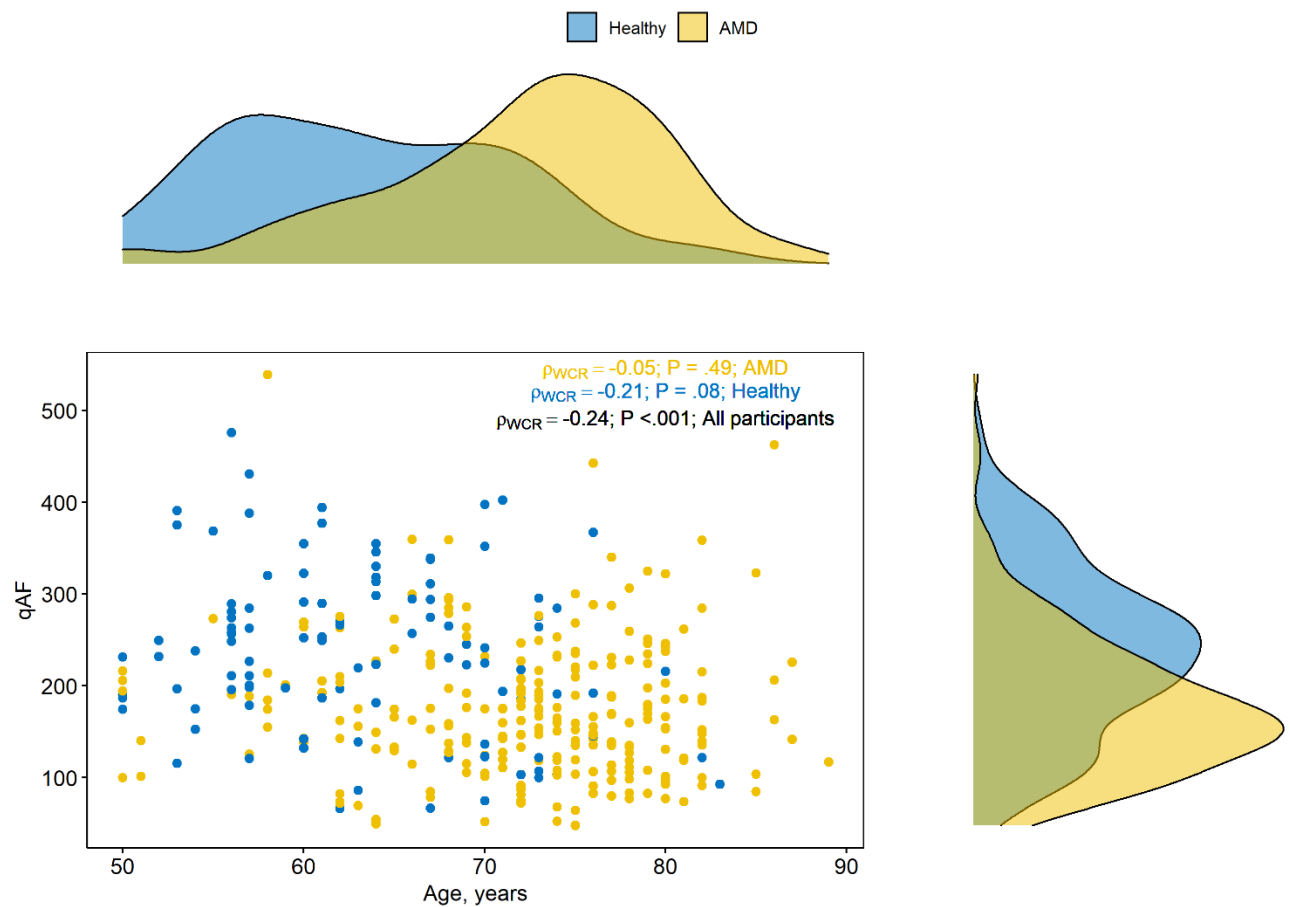 Healthy AMD
ρWCR = -0.05; P = .49; AMD
ρWCR = -0.21; P = .08; Healthy
ρWCR = -0.24; P <.001; All participants
500
400
300
200
100
qAF
50 60 70 80 90
Age, years